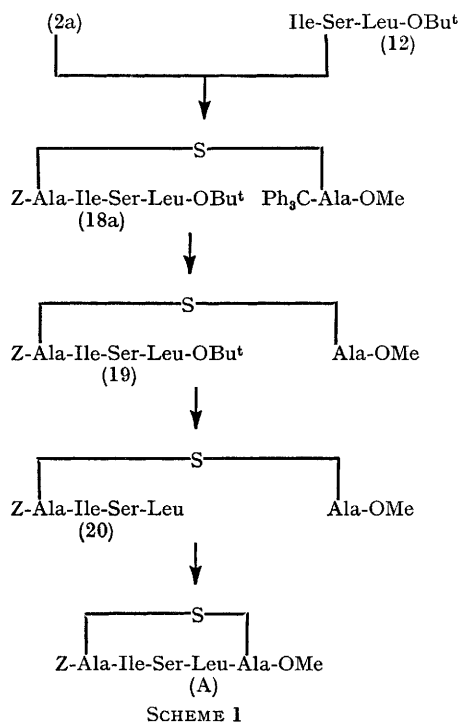 (2a) Ile-Ser-Leu-OBuᵗ
(12)
S
Z-Ala-Ile-Ser-Leu-OBuᵗ Ph₃C-Ala-OMe
(18a)
S
Z-Ala-Ile-Ser-Leu-OBuᵗ Ala-OMe
(19)
S
Z-Ala-Ile-Ser-Leu Ala-OMe
(20)
S
Z-Ala-Ile-Ser-Leu-Ala-OMe
(A)
SCHEME 1